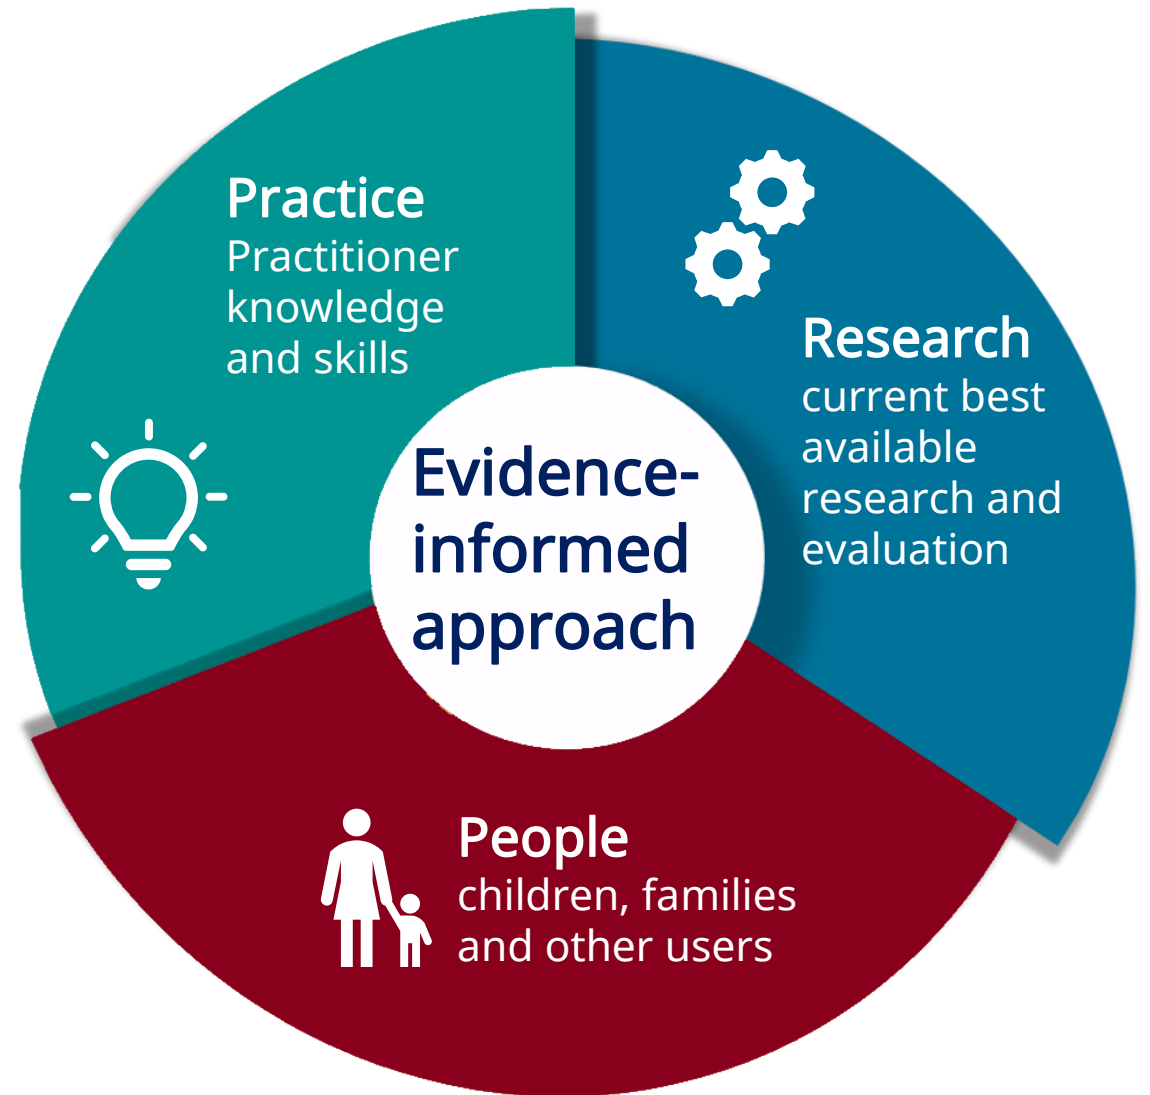 Practice
Practitioner
knowledge
and skills
Research
current best
available
research and
evaluation
Evidence-
informed
approach
People
children, families
and other users